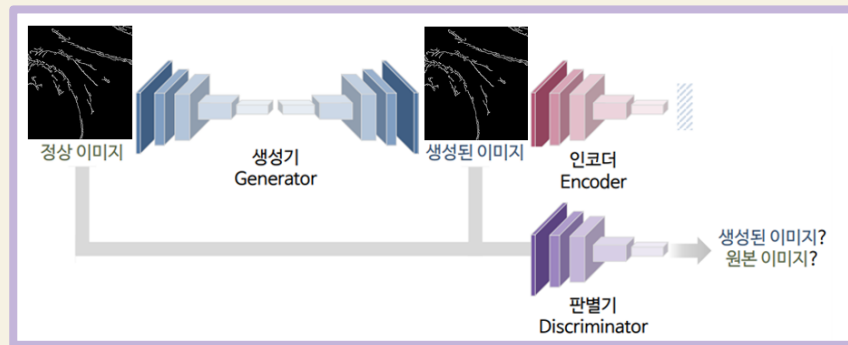 정상 이미지
생성기
Generator
생성된 이미지
인코더
Encoder
판별기
Discriminator
생성된 이미지?
원본 이미지?